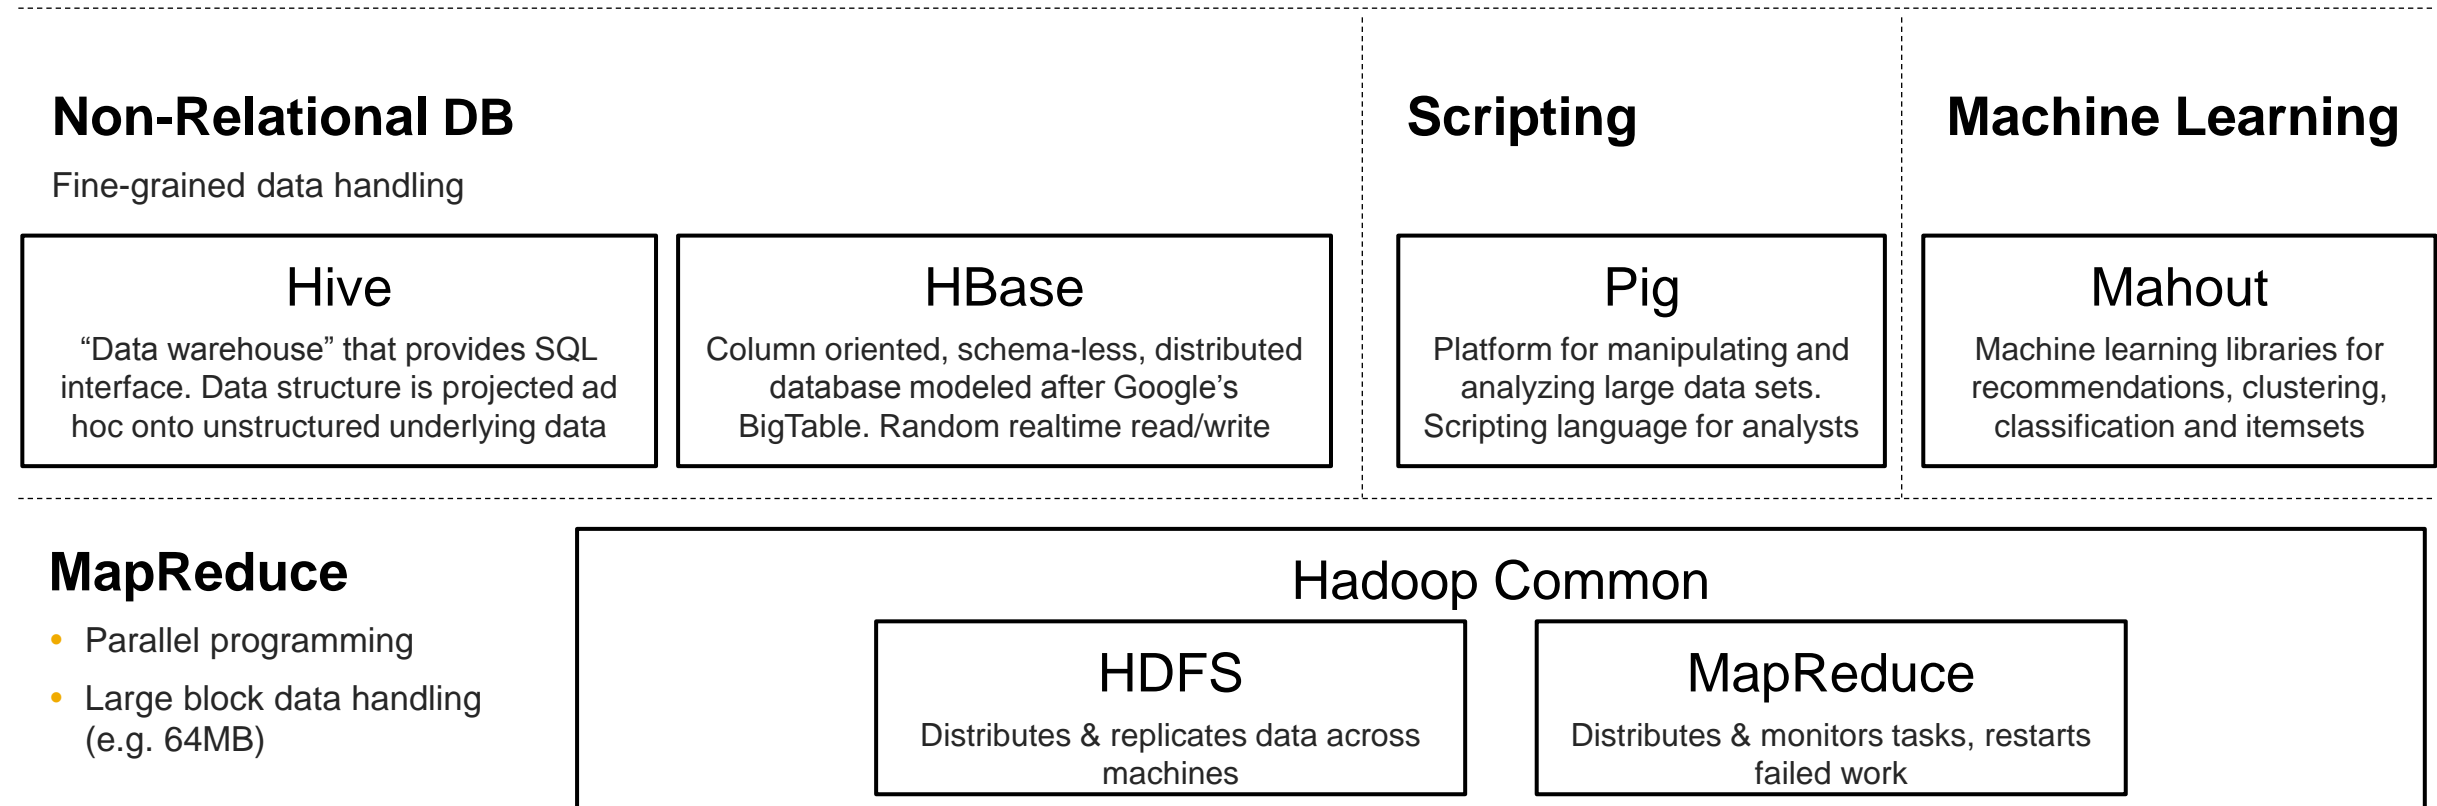 Non-Relational DB
Fine-grained data handling
Scripting
Machine Learning
Hive
“Data warehouse” that provides SQL
interface. Data structure is projected ad
hoc onto unstructured underlying data
HBase
Column oriented, schema-less, distributed
database modeled after Google’s
BigTable. Random realtime read/write
Pig
Platform for manipulating and
analyzing large data sets.
Scripting language for analysts
Mahout
Machine learning libraries for
recommendations, clustering,
classification and itemsets
MapReduce
• Parallel programming
• Large block data handling
(e.g. 64MB)
Hadoop Common
HDFS
Distributes & replicates data across
machines
MapReduce
Distributes & monitors tasks, restarts
failed work